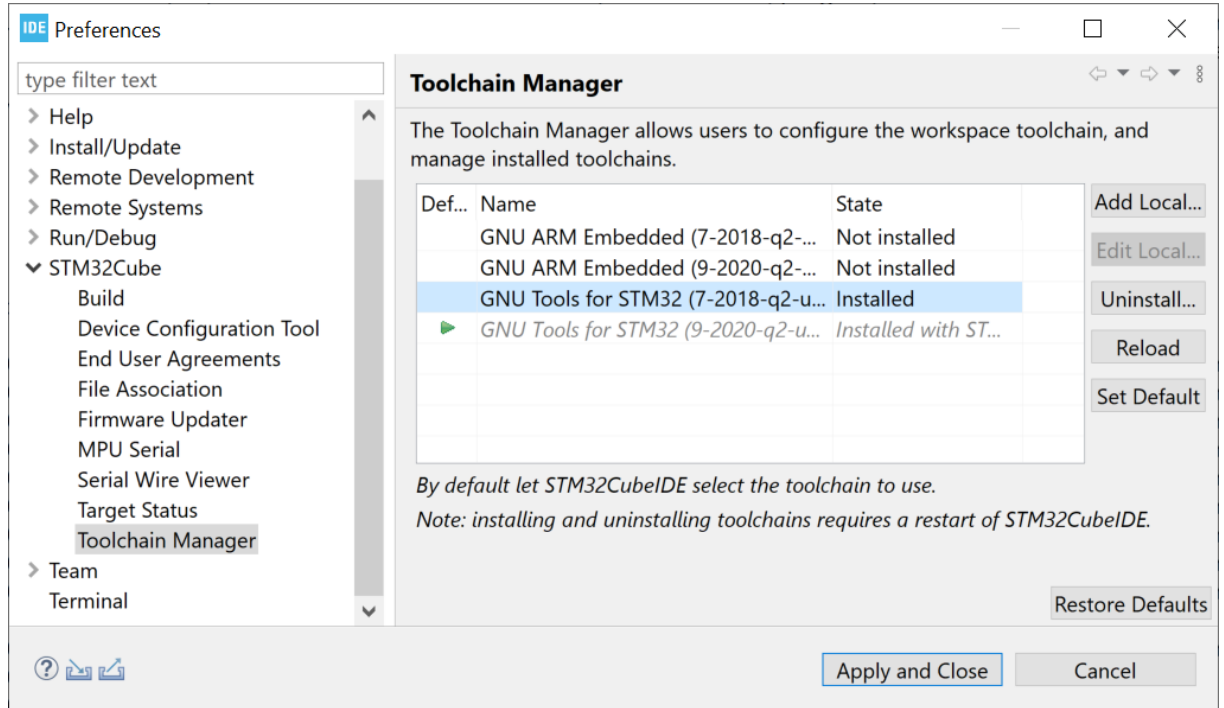 IDE Preferences
type filter text
Help
Install/Update
Remote Development
Remote Systems
Run/Debug
STM32Cube
Build
Device Configuration Tool
End User Agreements
File Association
Firmware Updater
MPU Serial
Serial Wire Viewer
Target Status
Toolchain Manager
Team
Terminal
Toolchain Manager
The Toolchain Manager allows users to configure the workspace toolchain, and
manage installed toolchains.
Def... Name State
GNU ARM Embedded (7-2018-q2-... Not installed
GNU ARM Embedded (9-2020-q2-... Not installed
GNU Tools for STM32 (7-2018-q2-u... Installed
GNU Tools for STM32 (9-2020-q2-u... Installed with ST...
Add Local...
Edit Local...
Uninstall...
Reload
Set Default
By default let STM32CubeIDE select the toolchain to use.
Note: installing and uninstalling toolchains requires a restart of STM32CubeIDE.
Restore Defaults
?
Apply and Close
Cancel